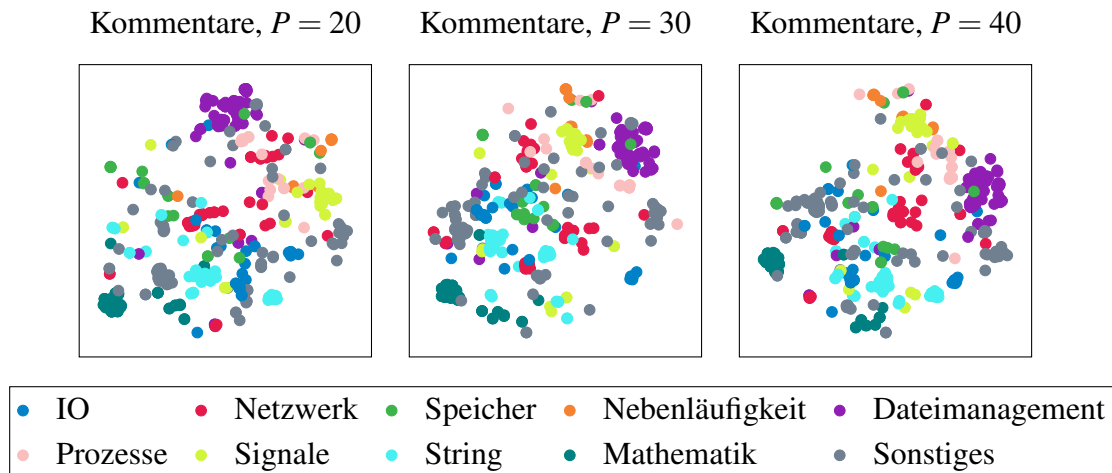 Kommentare, P = 20 Kommentare, P = 30 Kommentare, P = 40
IO Netzwerk Speicher Nebenläufigkeit Dateimanagement
Prozesse Signale String Mathematik Sonstiges